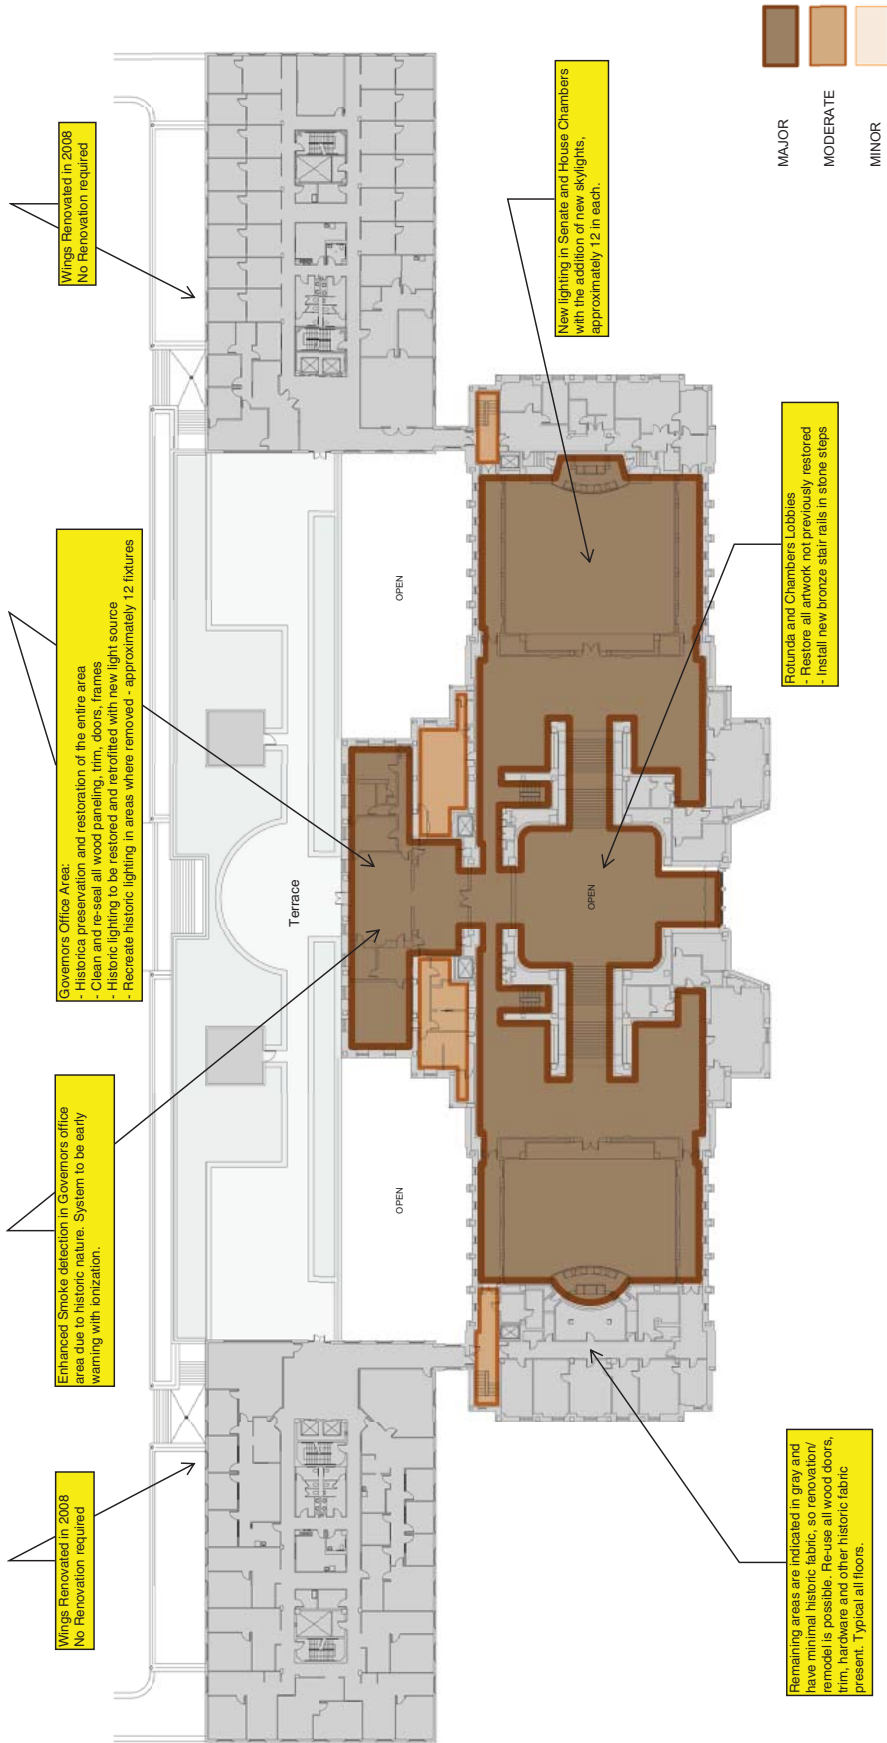 Wings Renovated in 2008
No Renovation required
Enhanced Smoke detection in Governors office
area due to historic nature. System to be early
warning with ionization.
Governors Office Area:
- Historica preservation and restoration of the entire area
- Clean and re-seal all wood paneling, trim, doors, frames
- Historic lighting to be restored and retrofitted with new light source
- Recreate historic lighting in areas where removed - approximately 12 fixtures
Wings Renovated in 2008
No Renovation required
Terrace
OPEN
OPEN
OPEN
Remaining areas are indicated in gray and
have minimal historic fabric, so renovation/
remodel is possible. Re-use all wood doors,
trim, hardware and other historic fabric
present. Typical all floors.
Rotunda and Chambers Lobbies
- Restore all artwork not previously restored
- Install new bronze stair rails in stone steps
New lighting in Senate and House Chambers
with the addition of new skylights,
approximately 12 in each.
MAJOR
MODERATE
MINOR